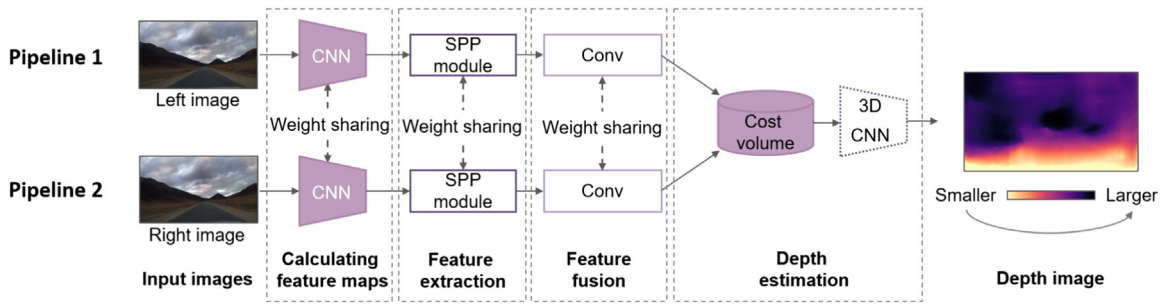 Pipeline 1
Left image
CNN
SPP
module
Conv
Weight sharing
Weight sharing
Weight sharing
Cost
volume
3D
CNN
Pipeline 2
Right image
CNN
SPP
module
Conv
Smaller
Larger
Input images
Calculating
feature maps
Feature
extraction
Feature
fusion
Depth
estimation
Depth image